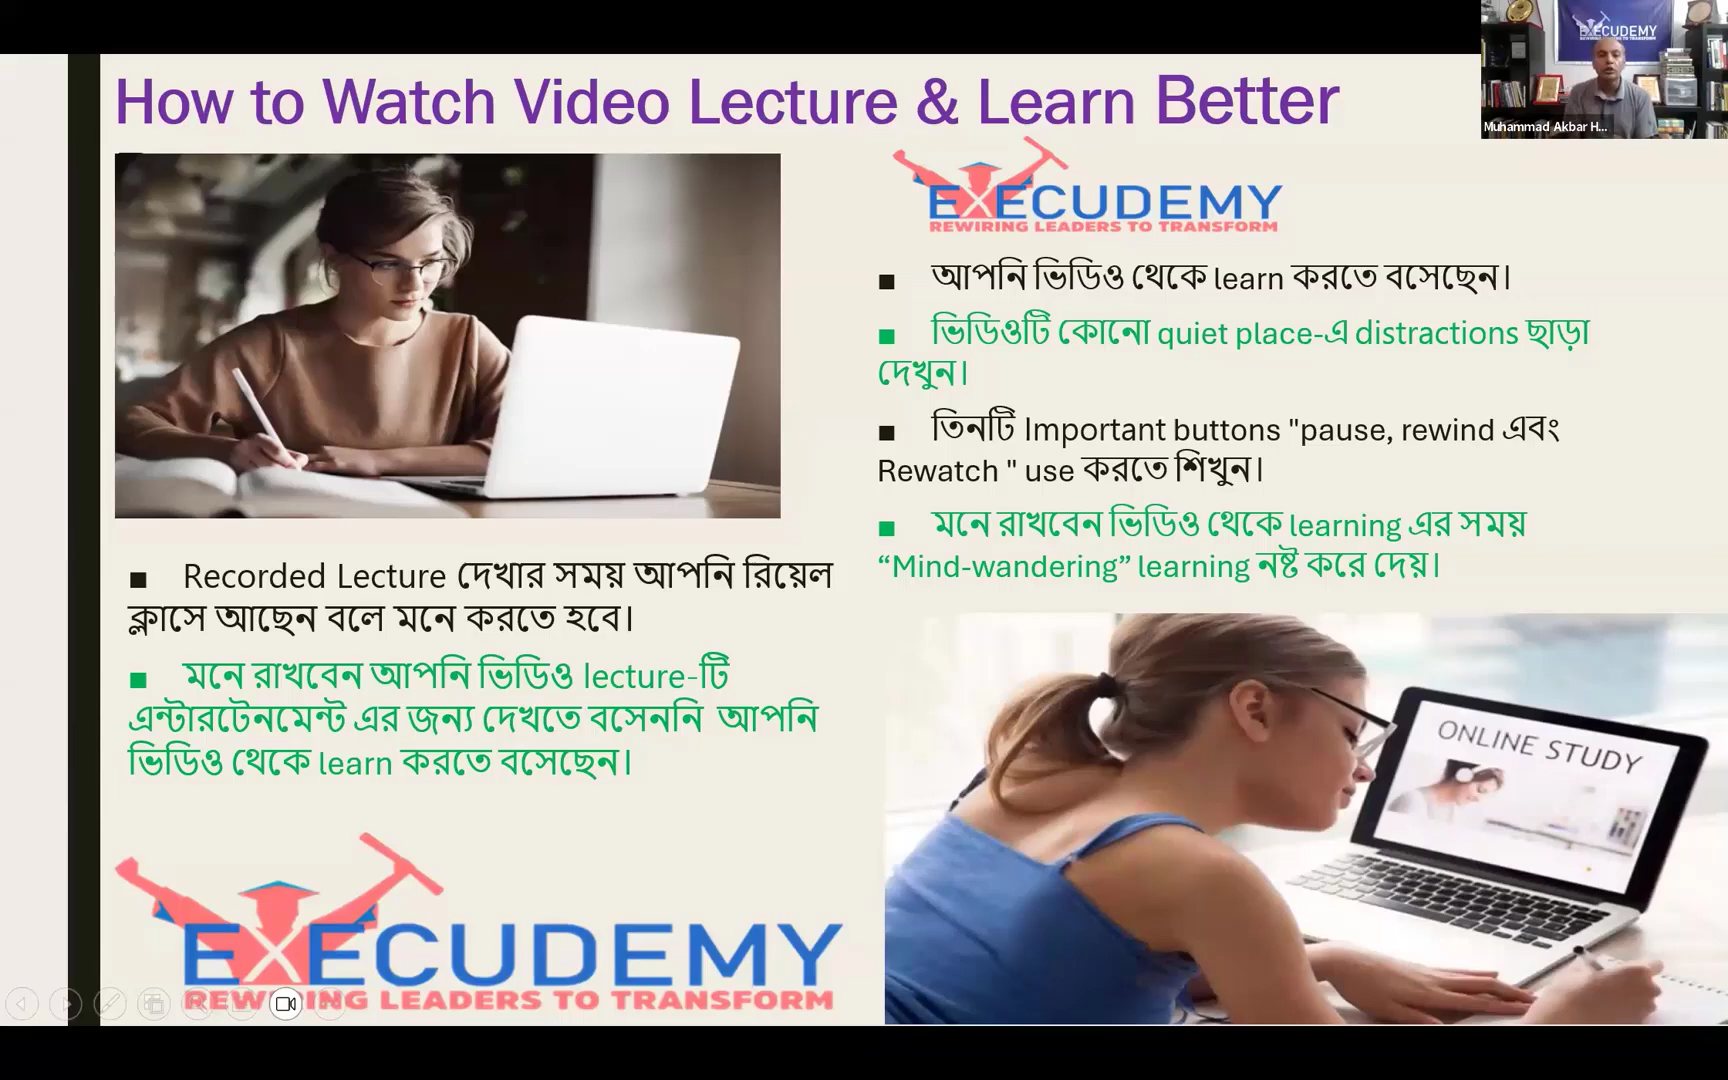 How to Watch Video Lecture & Learn Better
EXECUDEMY
Muhammad Akbar H...
■ Recorded Lecture দেখার সময় আপনি রিয়েল
ক্লাসে আছেন বলে মনে করতে হবে।
■ মনে রাখবেন আপনি ভিডিও lecture-টি
এন্টারটেনমেন্ট এর জন্য দেখতে বসেননি আপনি
ভিডিও থেকে learn করতে বসেছেন।
EXECUDEMY
REWIRING LEADERS TO TRANSFORM
EXECUDEMY
REWIRING LEADERS TO TRANSFORM
■ আপনি ভিডিও থেকে learn করতে বসেছেন।
■ ভিডিওটি কোনো quiet place-এ distractions ছাড়া
দেখুন।
■ তিনটি Important buttons "pause, rewind এবং
Rewatch " use করতে শিখুন।
■ মনে রাখবেন ভিডিও থেকে learning এর সময়
“Mind-wandering” learning নষ্ট করে দেয়।
ONLINE STUDY